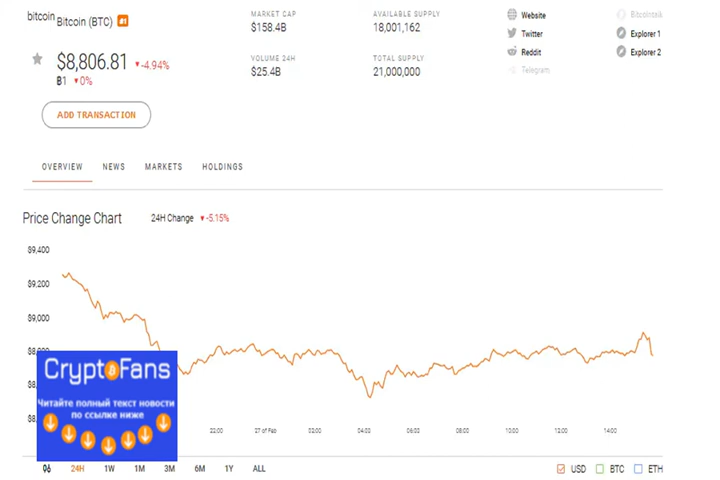 bitcoin Bitcoin (BTC) #1
$8,806.81 ▼-4.94%
₿1 ▼0%
ADD TRANSACTION
MARKET CAP
$158.4B
VOLUME 24H
$25.4B
AVAILABLE SUPPLY
18,001,162
TOTAL SUPPLY
21,000,000
Website
Twitter
Reddit
Telegram
Bitcointalk
Explorer 1
Explorer 2
OVERVIEW NEWS MARKETS HOLDINGS
Price Change Chart 24H Change ▼-5.15%
$9,400
$9,200
$9,000
CryptoFans
Читайте полный текст новости
по ссылке ниже
22:00 27 of Feb 02:00 04:00 06:00 08:00 10:00 12:00 14:00
24H 1W 1M 3M 6M 1Y ALL
USD BTC ETH